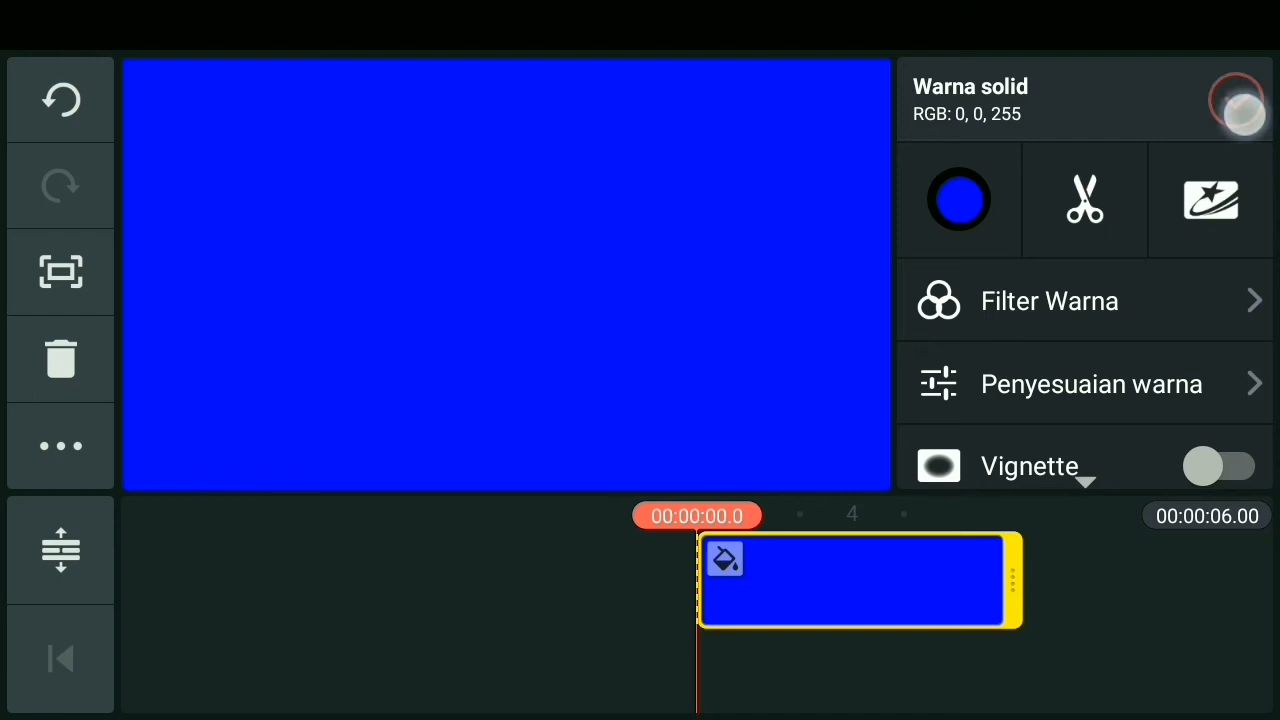 Warna solid
RGB: 0, 0, 255
Filter Warna
Penyesuaian warna
Vignette
00:00:00.0
4
00:00:06.00